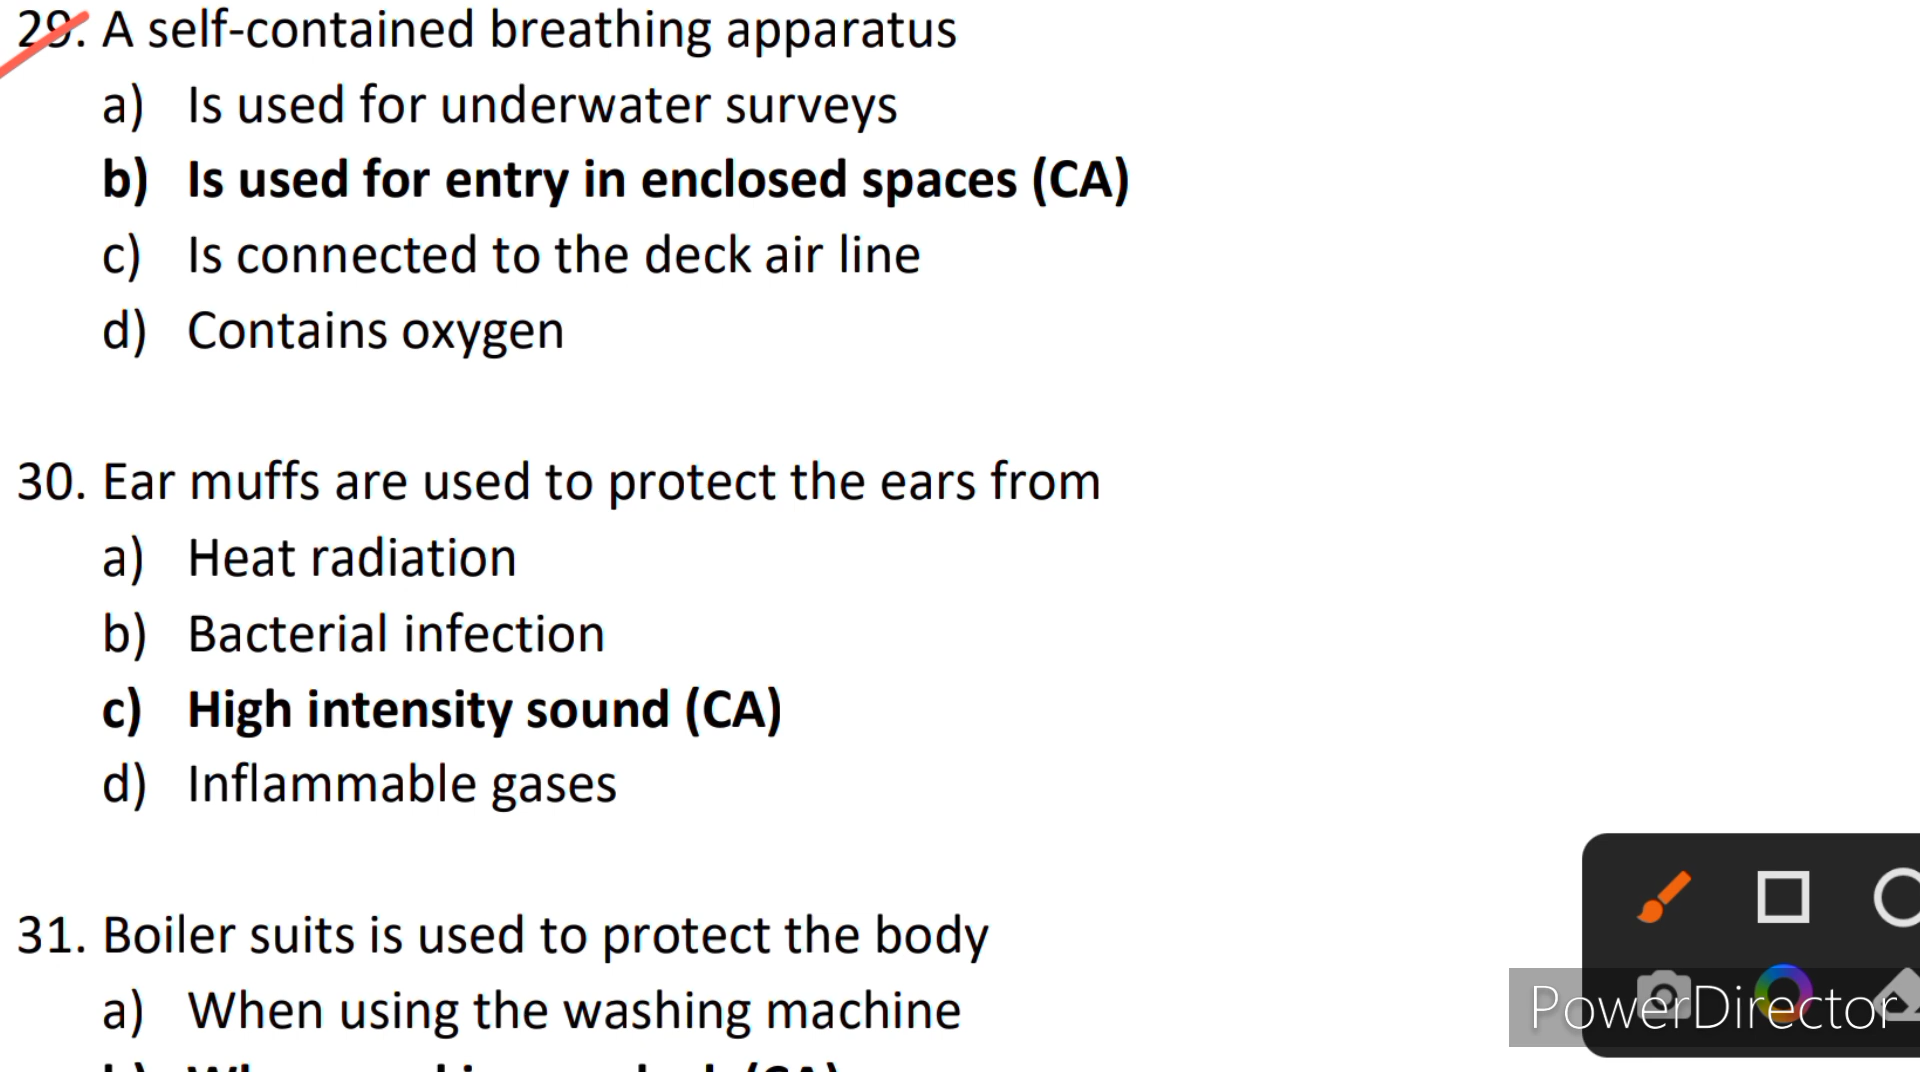 29. A self-contained breathing apparatus
a) Is used for underwater surveys
b) Is used for entry in enclosed spaces (CA)
c) Is connected to the deck air line
d) Contains oxygen
30. Ear muffs are used to protect the ears from
a) Heat radiation
b) Bacterial infection
c) High intensity sound (CA)
d) Inflammable gases
31. Boiler suits is used to protect the body
a) When using the washing machine
PowerDirector